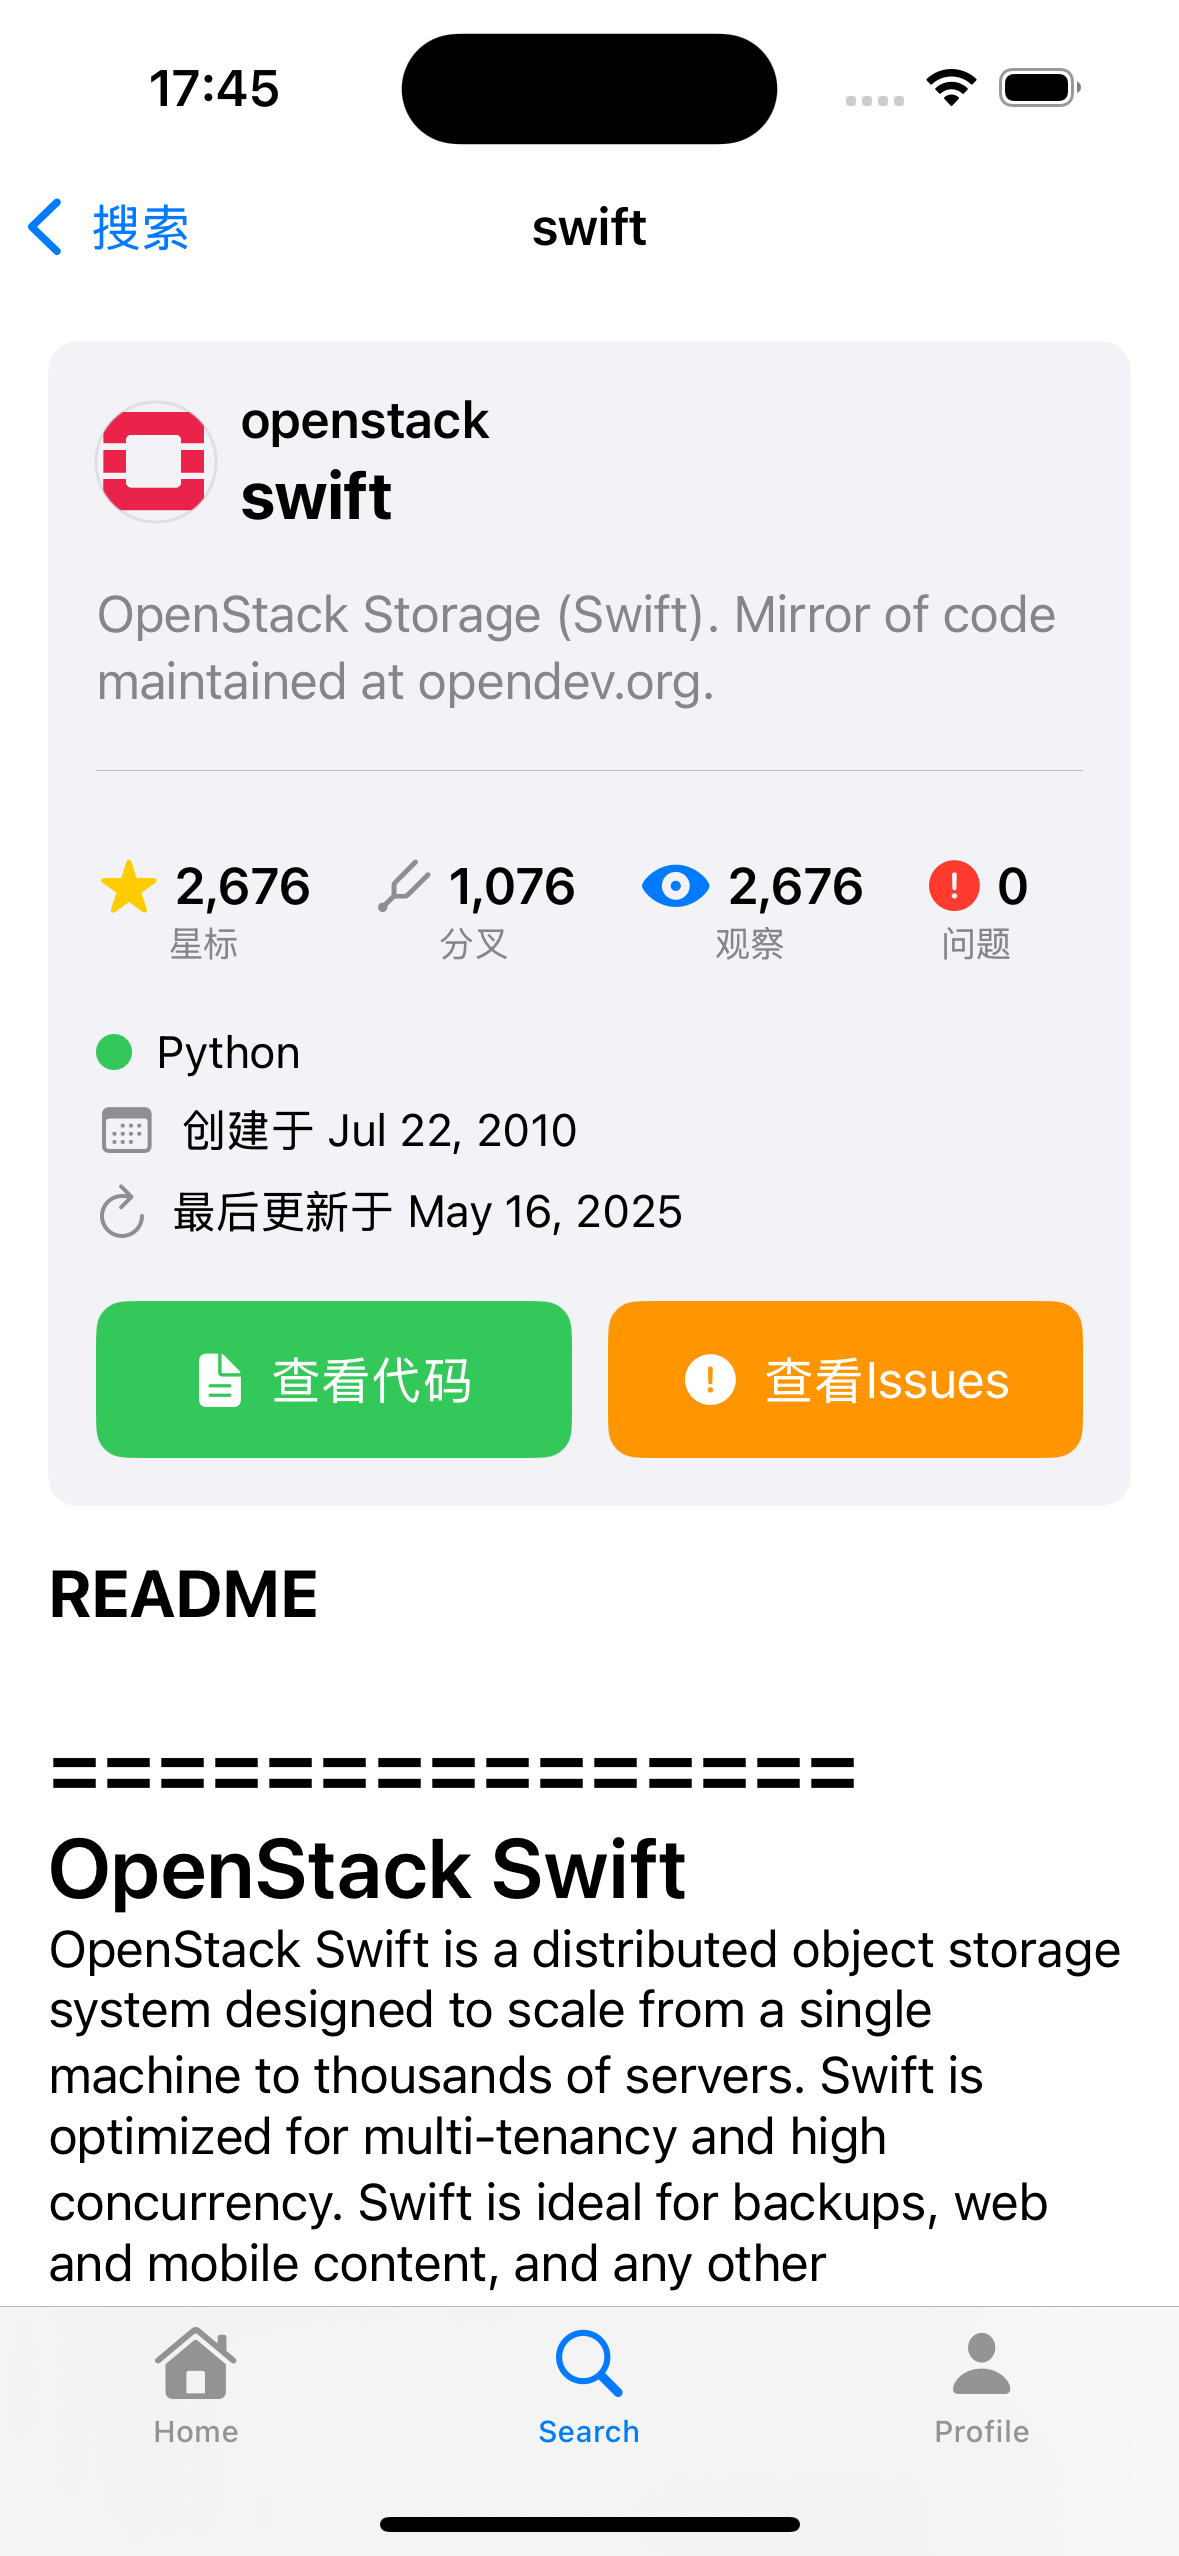 17:45
搜索
swift
openstack
swift
OpenStack Storage (Swift). Mirror of code
maintained at opendev.org.
2,676 1,076 2,676 0
星标 分叉 观察 问题
Python
创建于 Jul 22, 2010
最后更新于 May 16, 2025
查看代码 查看Issues
README
===============
OpenStack Swift
OpenStack Swift is a distributed object storage
system designed to scale from a single
machine to thousands of servers. Swift is
optimized for multi-tenancy and high
concurrency. Swift is ideal for backups, web
and mobile content, and any other
Home Search Profile